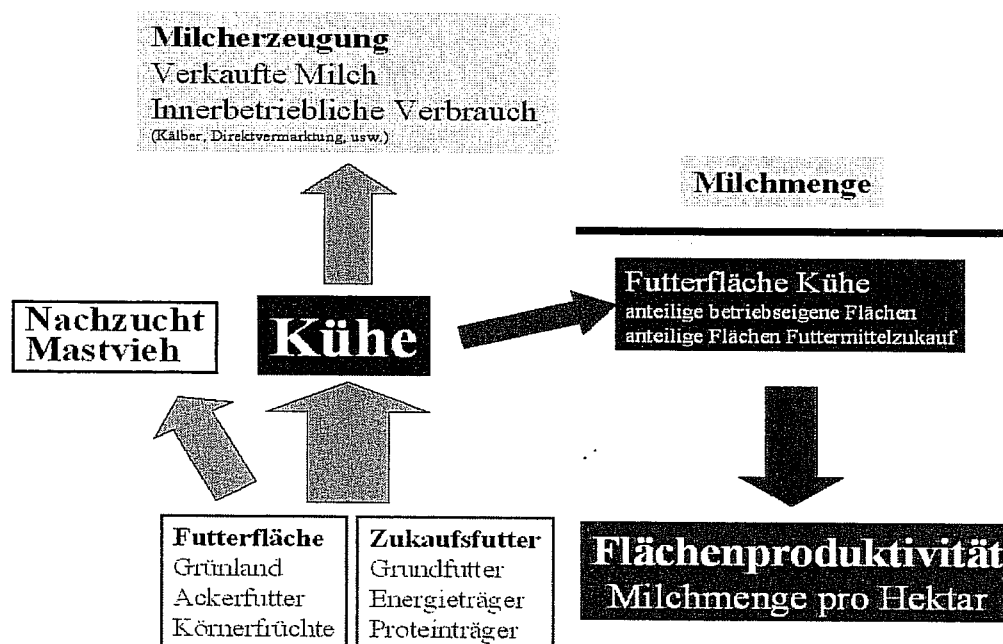 Milcherzeugung
Verkaufte Milch
Innerbetriebliche Verbrauch
(Kälber, Direktvermarktung, usw.)
Milchmenge
Futterfläche Kühe
anteilige betriebseigene Flächen
anteilige Flächen Futtermittelzukauf
Nachzucht
Mastvieh
Kühe
Futterfläche
Grünland
Ackerfutter
Körnerfrüchte
Zukaufsfutter
Grundfutter
Energieträger
Proteinträger
Flächenproduktivität
Milchmenge pro Hektar